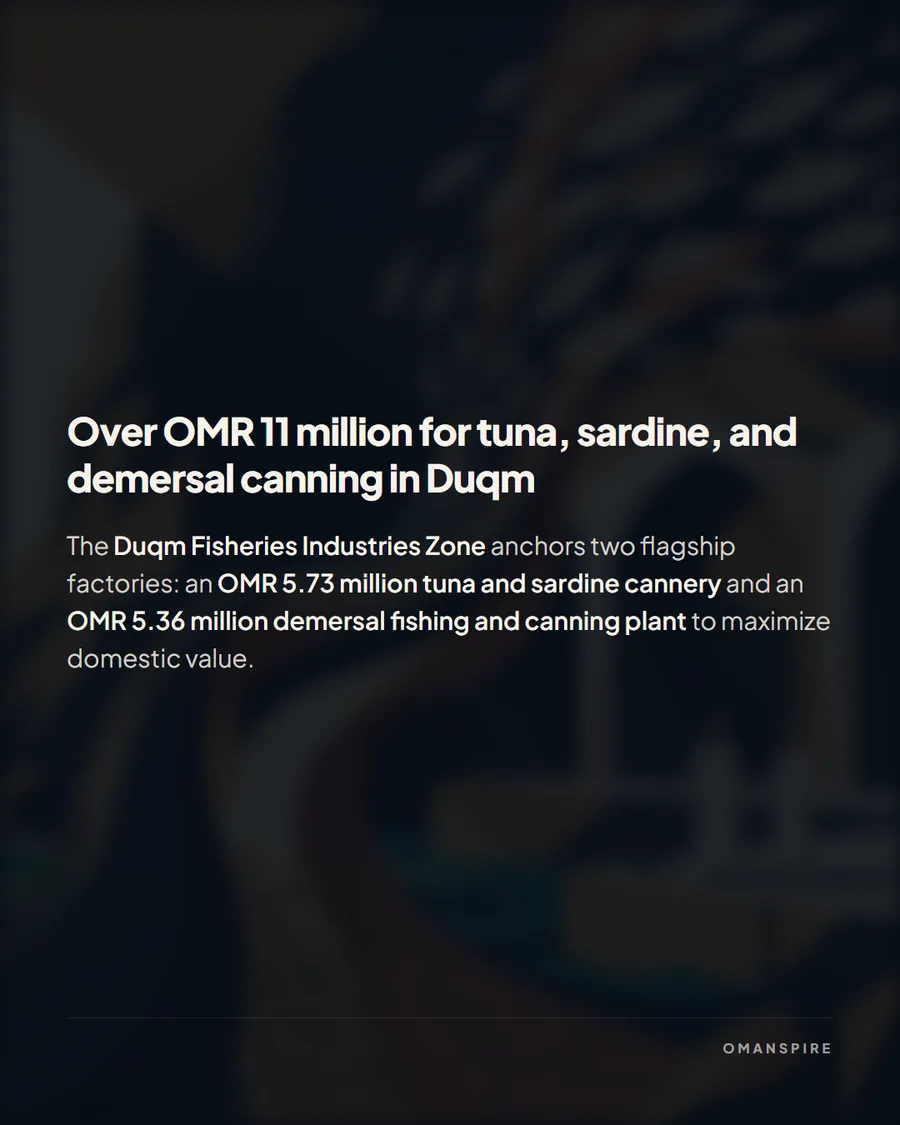 Over OMR 11 million for tuna, sardine, and
demersal canning in Duqm
The Duqm Fisheries Industries Zone anchors two flagship
factories: an OMR 5.73 million tuna and sardine cannery and an
OMR 5.36 million demersal fishing and canning plant to maximize
domestic value.
OMANSPIRE